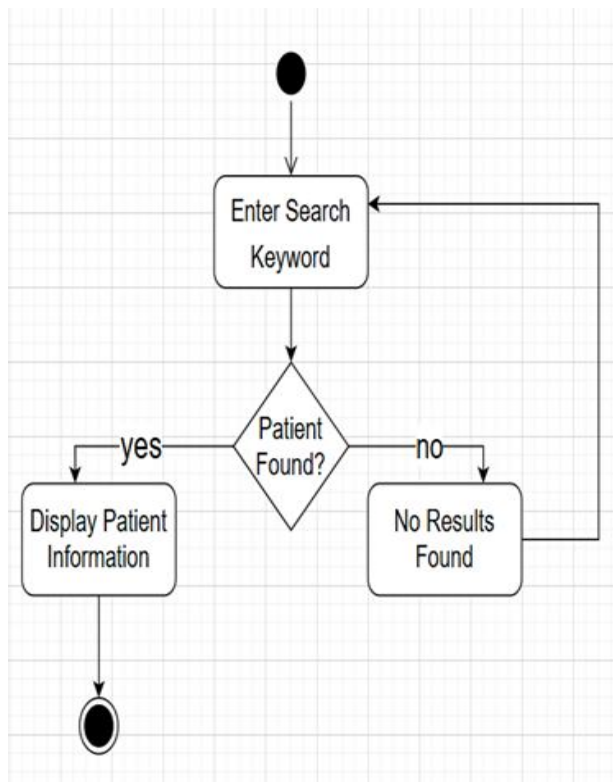 Enter Search
Keyword
Patient
Found?
yes
no
Display Patient
Information
No Results
Found